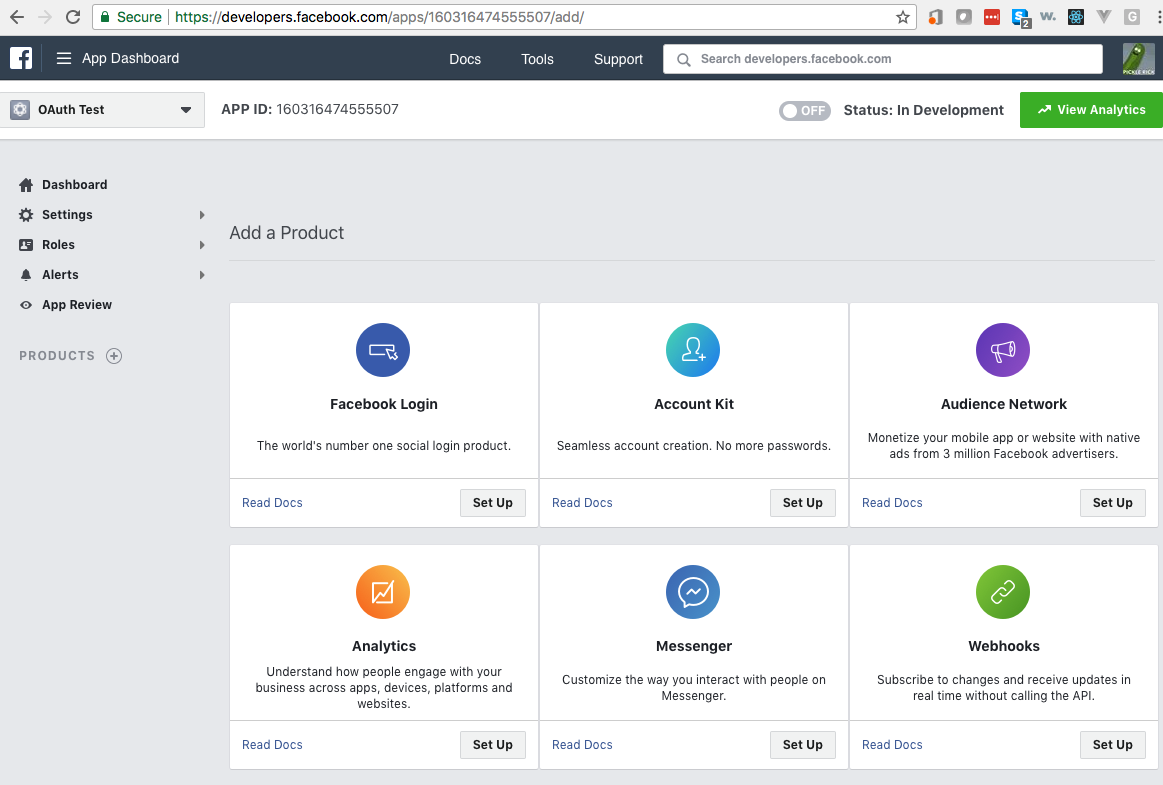 Secure https://developers.facebook.com/apps/160316474555507/add/
2
w.
G
App Dashboard
Docs Tools Support
Search developers.facebook.com
PICKLE RICK
OAuth Test
APP ID: 160316474555507
OFF
Status: In Development
View Analytics
Dashboard
Settings
Roles
Alerts
App Review
PRODUCTS
Add a Product
Facebook Login
The world's number one social login product.
Read Docs Set Up
Account Kit
Seamless account creation. No more passwords.
Read Docs Set Up
Audience Network
Monetize your mobile app or website with native
ads from 3 million Facebook advertisers.
Read Docs Set Up
Analytics
Understand how people engage with your
business across apps, devices, platforms and
websites.
Read Docs Set Up
Messenger
Customize the way you interact with people on
Messenger.
Read Docs Set Up
Webhooks
Subscribe to changes and receive updates in
real time without calling the API.
Read Docs Set Up